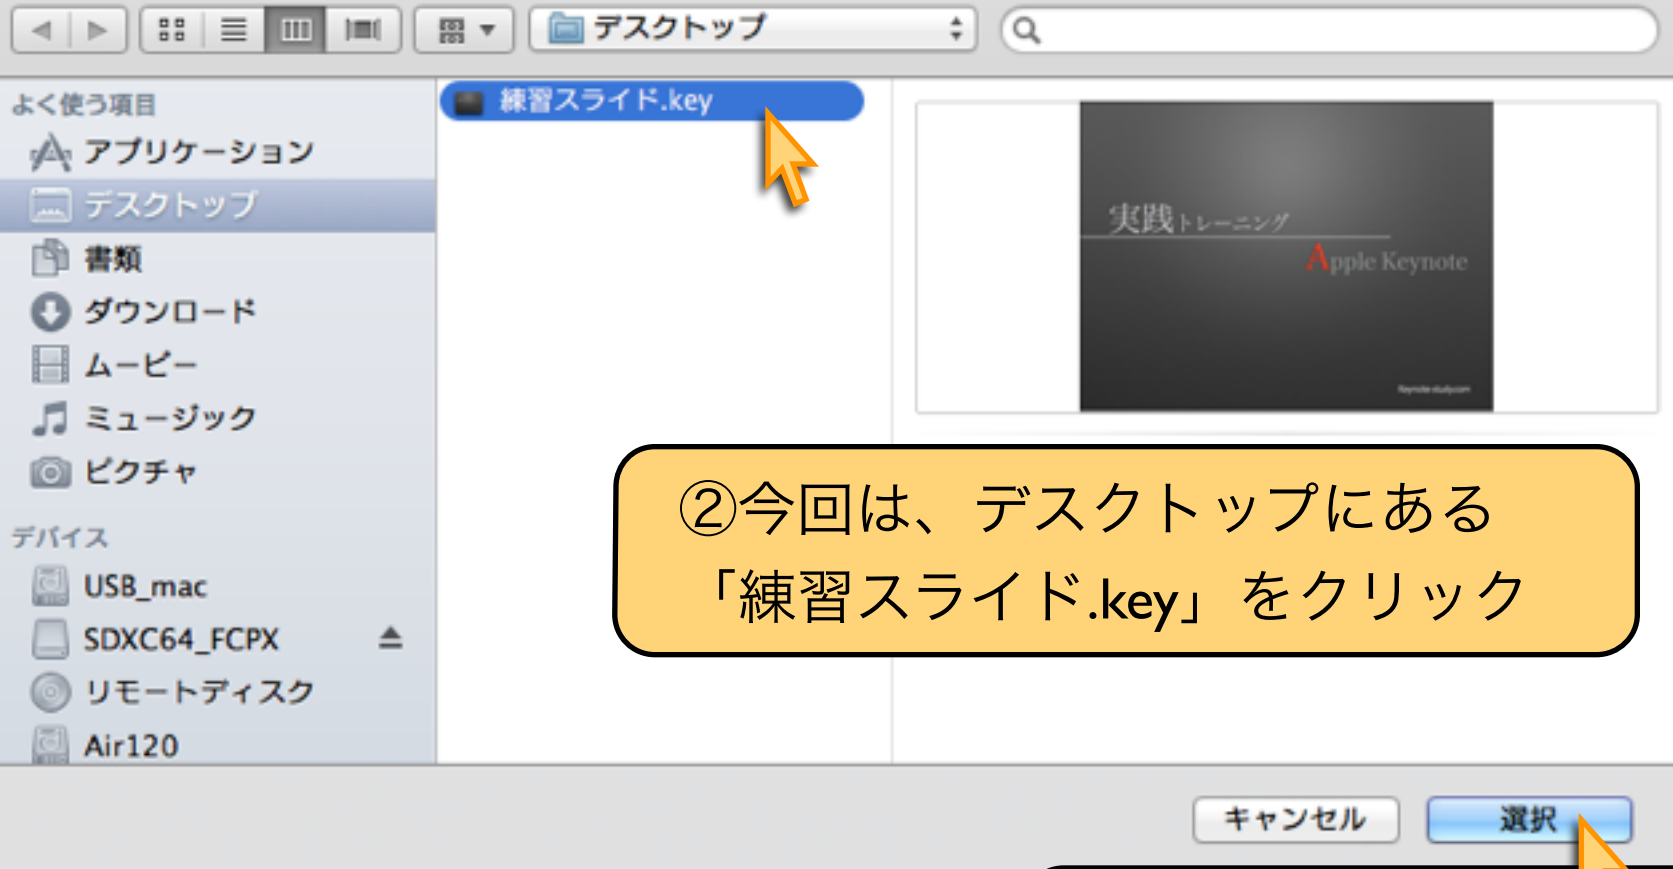 デスクトップ
よく使う項目
アプリケーション
デスクトップ
書類
ダウンロード
ムービー
ミュージック
ピクチャ
デバイス
USB_mac
SDXC64_FCPX
リモートディスク
Air120
練習スライド.key
実践トレーニング
Apple Keynote
Keynote-study.com
②今回は、デスクトップにある
「練習スライド.key」をクリック
キャンセル
選択